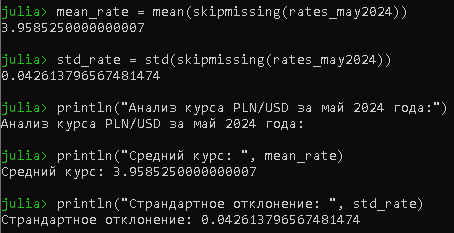 julia> mean_rate = mean(skipmissing(rates_may2024))
3.9585250000000007
julia> std_rate = std(skipmissing(rates_may2024))
0.042613796567481474
julia> println("Анализ курса PLN/USD за май 2024 года:")
Анализ курса PLN/USD за май 2024 года:
julia> println("Средний курс: ", mean_rate)
Средний курс: 3.9585250000000007
julia> println("Страндартное отклонение: ", std_rate)
Страндартное отклонение: 0.042613796567481474